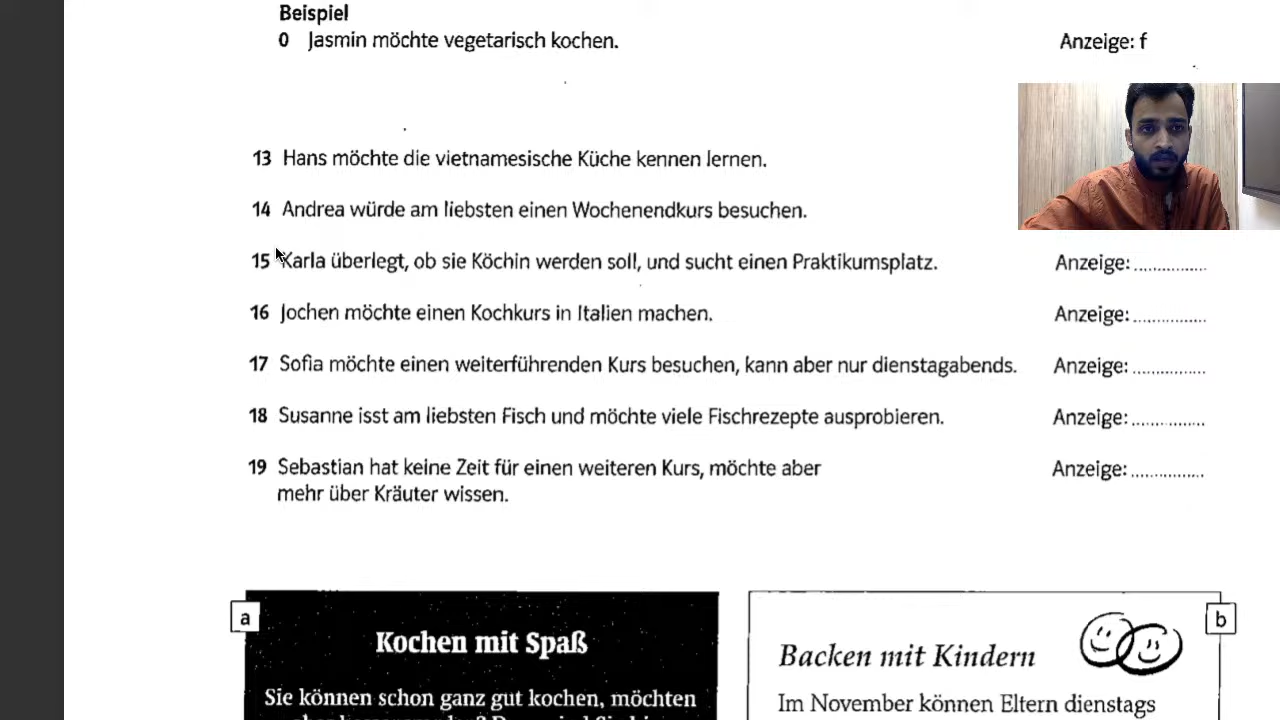 Beispiel
0 Jasmin möchte vegetarisch kochen. Anzeige: f
13 Hans möchte die vietnamesische Küche kennen lernen.
14 Andrea würde am liebsten einen Wochenendkurs besuchen.
15 Karla überlegt, ob sie Köchin werden soll, und sucht einen Praktikumsplatz. Anzeige: ...............
16 Jochen möchte einen Kochkurs in Italien machen. Anzeige: ...............
17 Sofia möchte einen weiterführenden Kurs besuchen, kann aber nur dienstagabends. Anzeige: ...............
18 Susanne isst am liebsten Fisch und möchte viele Fischrezepte ausprobieren. Anzeige: ...............
19 Sebastian hat keine Zeit für einen weiteren Kurs, möchte aber Anzeige: ...............
mehr über Kräuter wissen.
a
Kochen mit Spaß
Sie können schon ganz gut kochen, möchten
b
Backen mit Kindern
Im November können Eltern dienstags